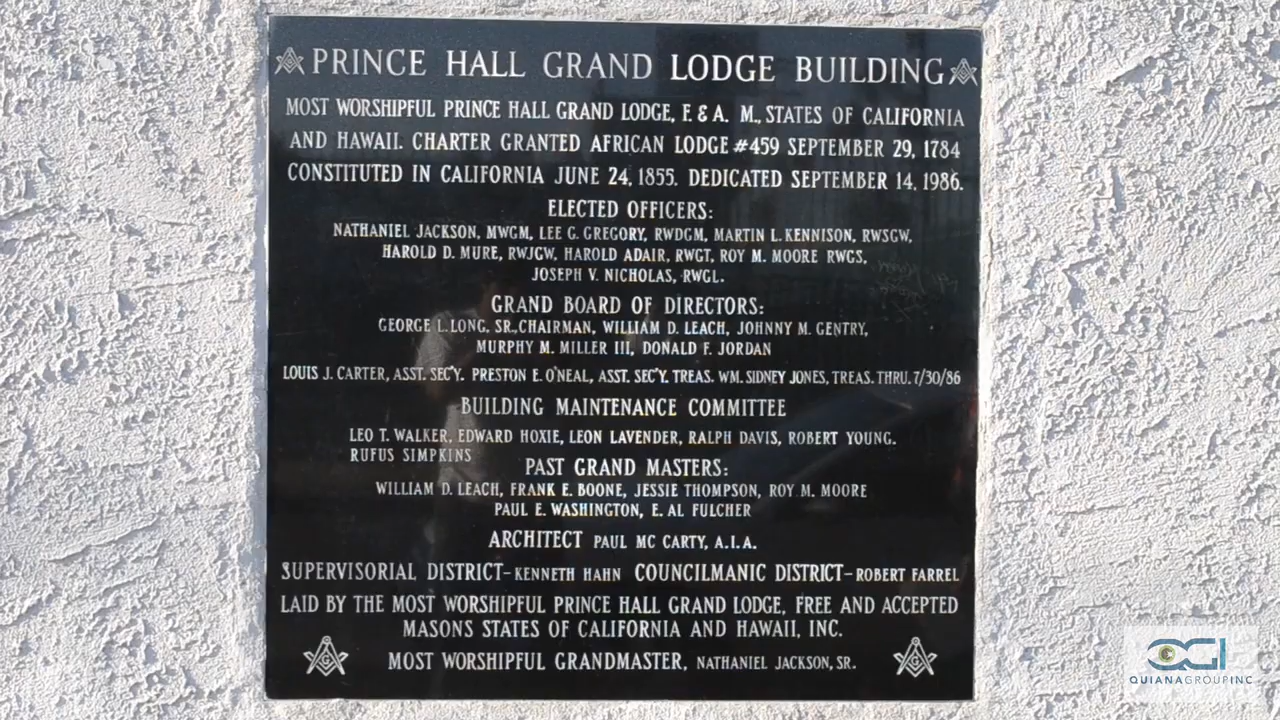 PRINCE HALL GRAND LODGE BUILDING
MOST WORSHIPFUL PRINCE HALL GRAND LODGE, F. & A. M., STATES OF CALIFORNIA
AND HAWAII. CHARTER GRANTED AFRICAN LODGE #459 SEPTEMBER 29, 1784
CONSTITUTED IN CALIFORNIA JUNE 24, 1855. DEDICATED SEPTEMBER 14, 1986.
ELECTED OFFICERS:
NATHANIEL JACKSON, MWGM, LEE G. GREGORY, RWDGM, MARTIN L. KENNISON, RWSGW,
HAROLD D. MURE, RWJGW, HAROLD ADAIR, RWGT, ROY M. MOORE RWGS,
JOSEPH V. NICHOLAS, RWGL.
GRAND BOARD OF DIRECTORS:
GEORGE L. LONG, SR., CHAIRMAN, WILLIAM D. LEACH, JOHNNY M. GENTRY,
MURPHY M. MILLER III, DONALD F. JORDAN
LOUIS J. CARTER, ASST. SEC'Y. PRESTON E. O'NEAL, ASST. SEC'Y. TREAS. WM. SIDNEY JONES, TREAS. THRU. 7/30/86
BUILDING MAINTENANCE COMMITTEE
LEO T. WALKER, EDWARD HOXIE, LEON LAVENDER, RALPH DAVIS, ROBERT YOUNG.
RUFUS SIMPKINS
PAST GRAND MASTERS:
WILLIAM D. LEACH, FRANK E. BOONE, JESSIE THOMPSON, ROY M. MOORE
PAUL E. WASHINGTON, E. AL FULCHER
ARCHITECT PAUL MC CARTY, A.I.A.
SUPERVISORIAL DISTRICT-KENNETH HAHN COUNCILMANIC DISTRICT-ROBERT FARREL
LAID BY THE MOST WORSHIPFUL PRINCE HALL GRAND LODGE, FREE AND ACCEPTED
MASONS STATES OF CALIFORNIA AND HAWAII, INC.
G MOST WORSHIPFUL GRANDMASTER, NATHANIEL JACKSON, SR. G
QGI
QUIANAGROUPINC